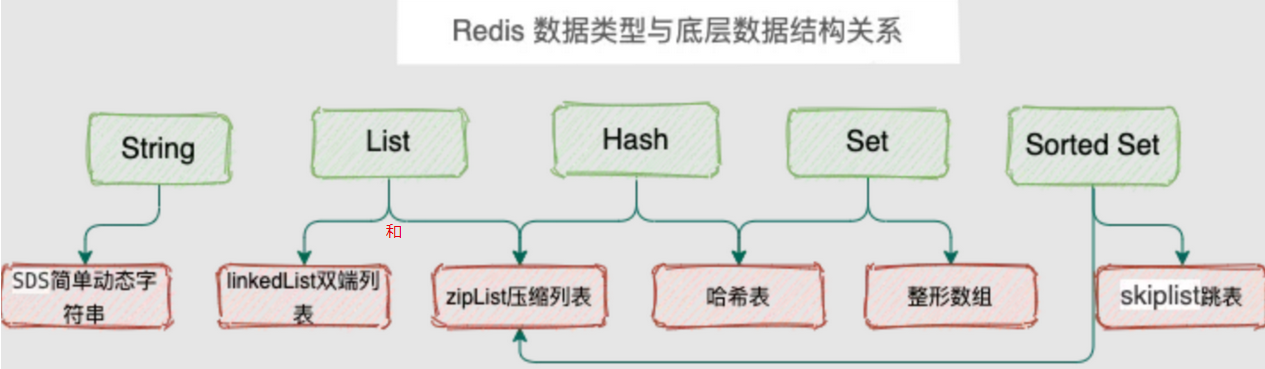 Redis 数据类型与底层数据结构关系
String
List
Hash
Set
Sorted Set
和
SDS简单动态字
符串
linkedList双端列
表
zipList压缩列表
哈希表
整形数组
skiplist跳表